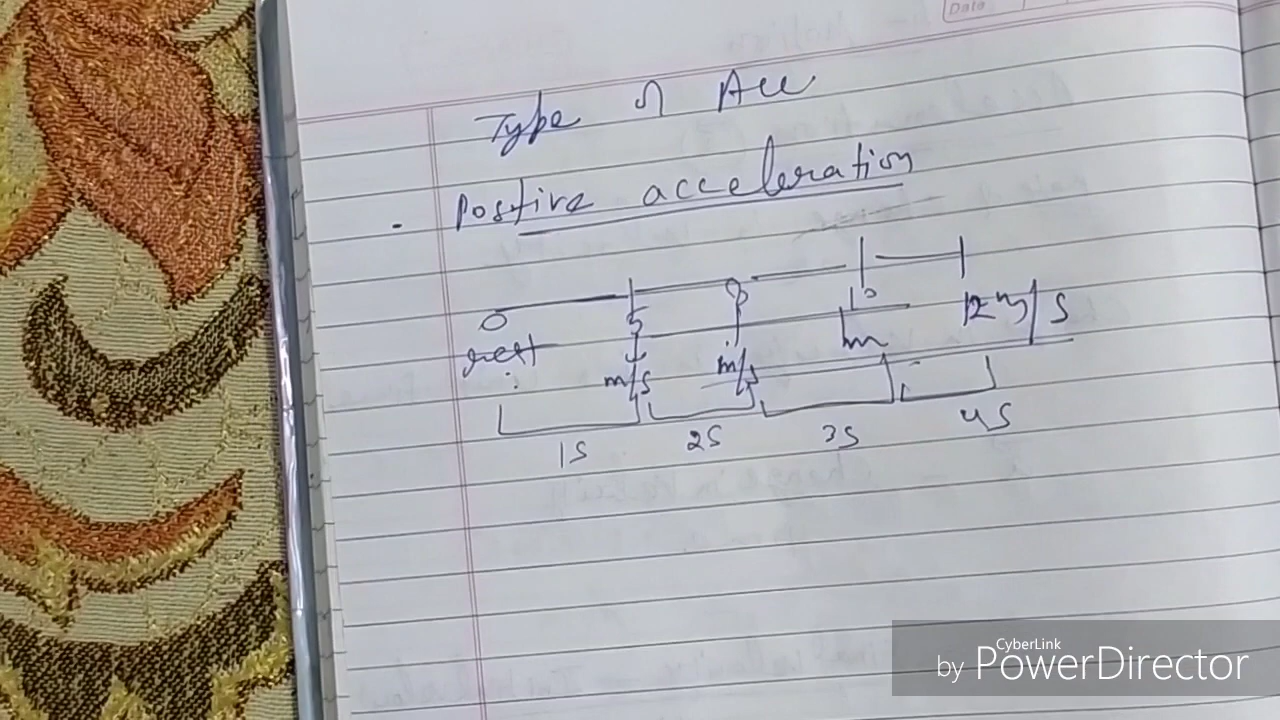 Date
Type of Acc
. Positive acceleration
0 5 8 10 12 m/s
rest m/s m/s
1S 2S 3S 4S
CyberLink
by PowerDirector